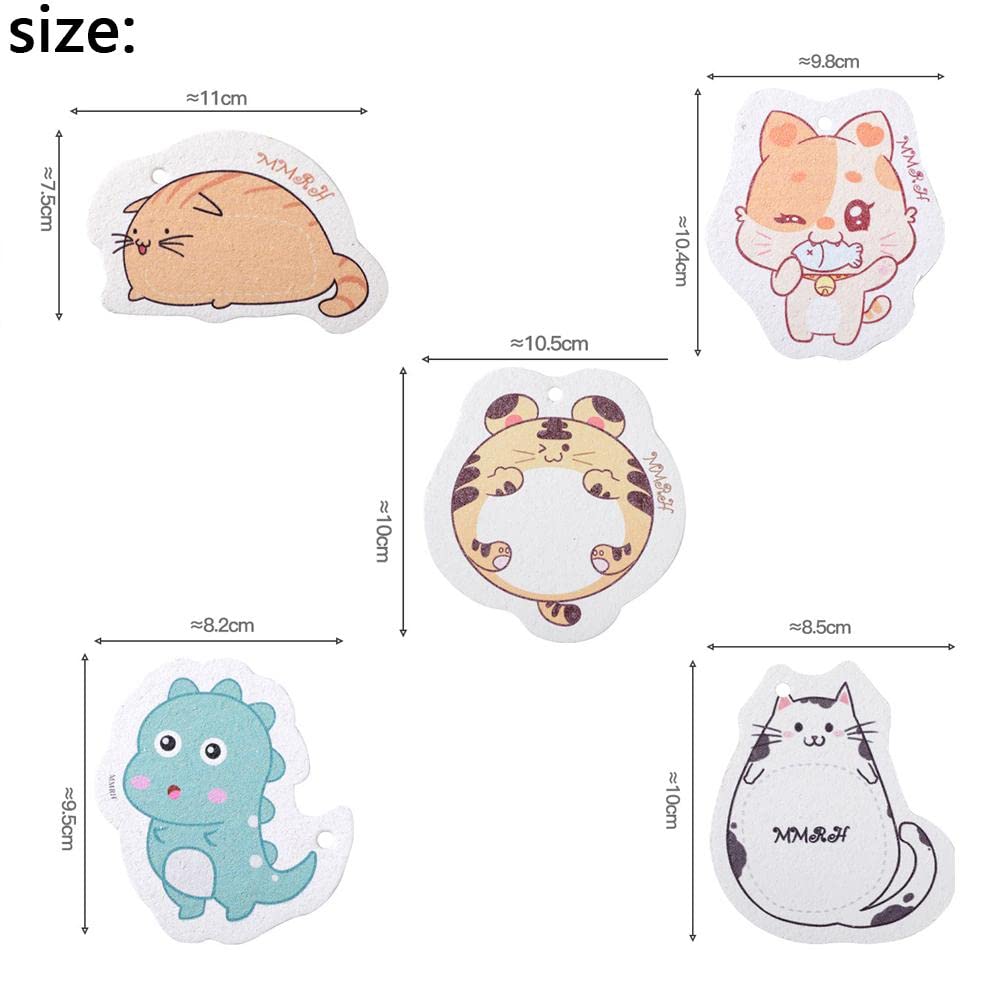 size:
≈9.8cm
≈11cm
≈7.5cm
MMRH
MMRH
≈10.4cm
≈10.5cm
≈10cm
MMRH
≈8.2cm
≈8.5cm
≈9.5cm
MMRH
≈10cm
MMRH